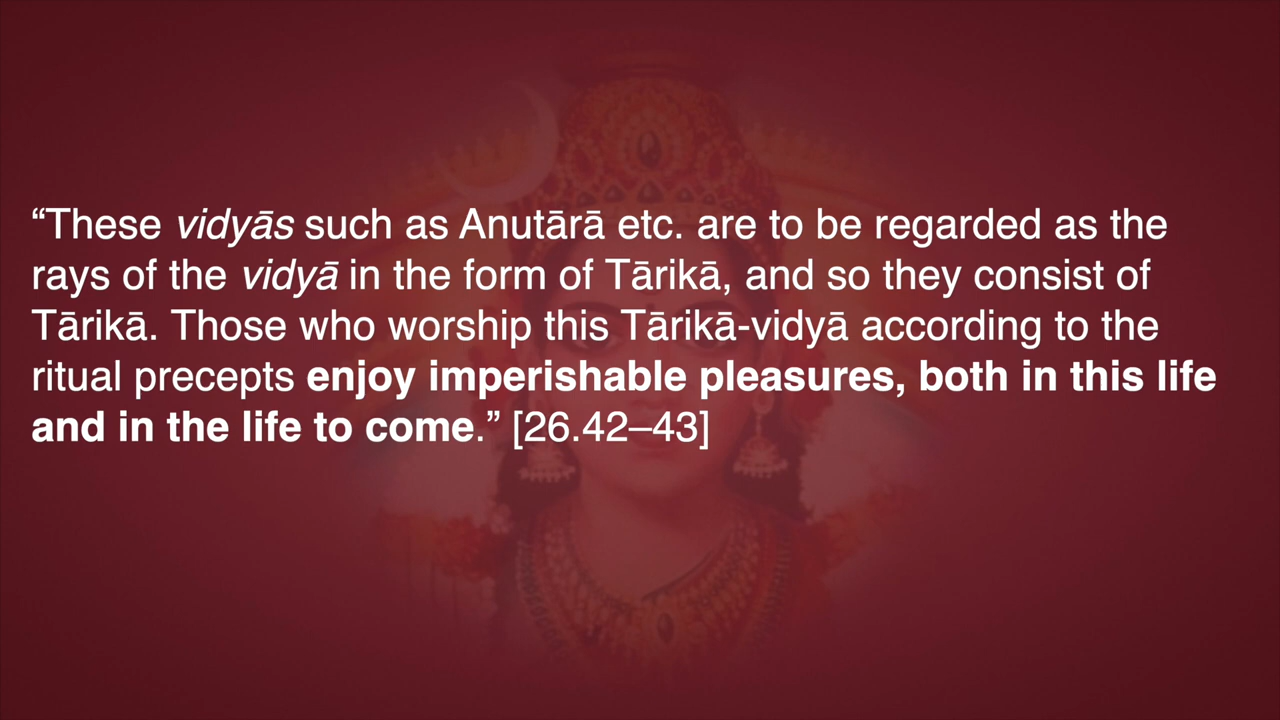 “These vidyās such as Anutārā etc. are to be regarded as the
rays of the vidyā in the form of Tārikā, and so they consist of
Tārikā. Those who worship this Tārikā-vidyā according to the
ritual precepts enjoy imperishable pleasures, both in this life
and in the life to come.” [26.42–43]